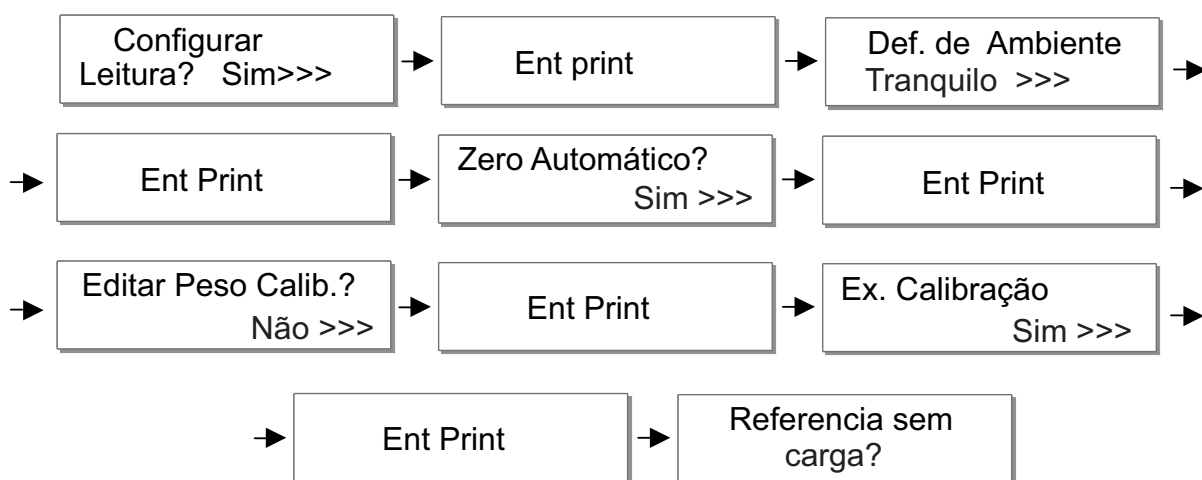 Configurar
Leitura? Sim>>>
Ent print
Def. de Ambiente
Tranquilo >>>
Ent Print
Zero Automático?
Sim >>>
Ent Print
Editar Peso Calib.?
Não >>>
Ent Print
Ex. Calibração
Sim >>>
Ent Print
Referencia sem
carga?